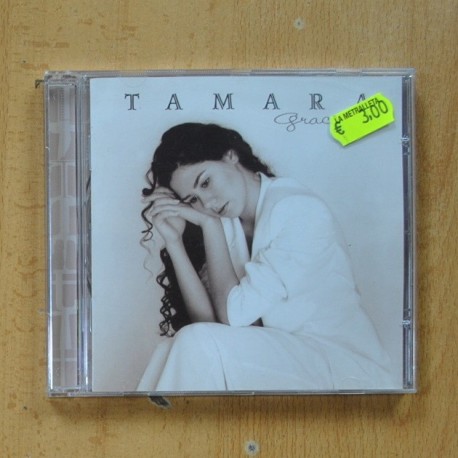 TAMARA
Grac
LA METRALLETA
€ 3,00